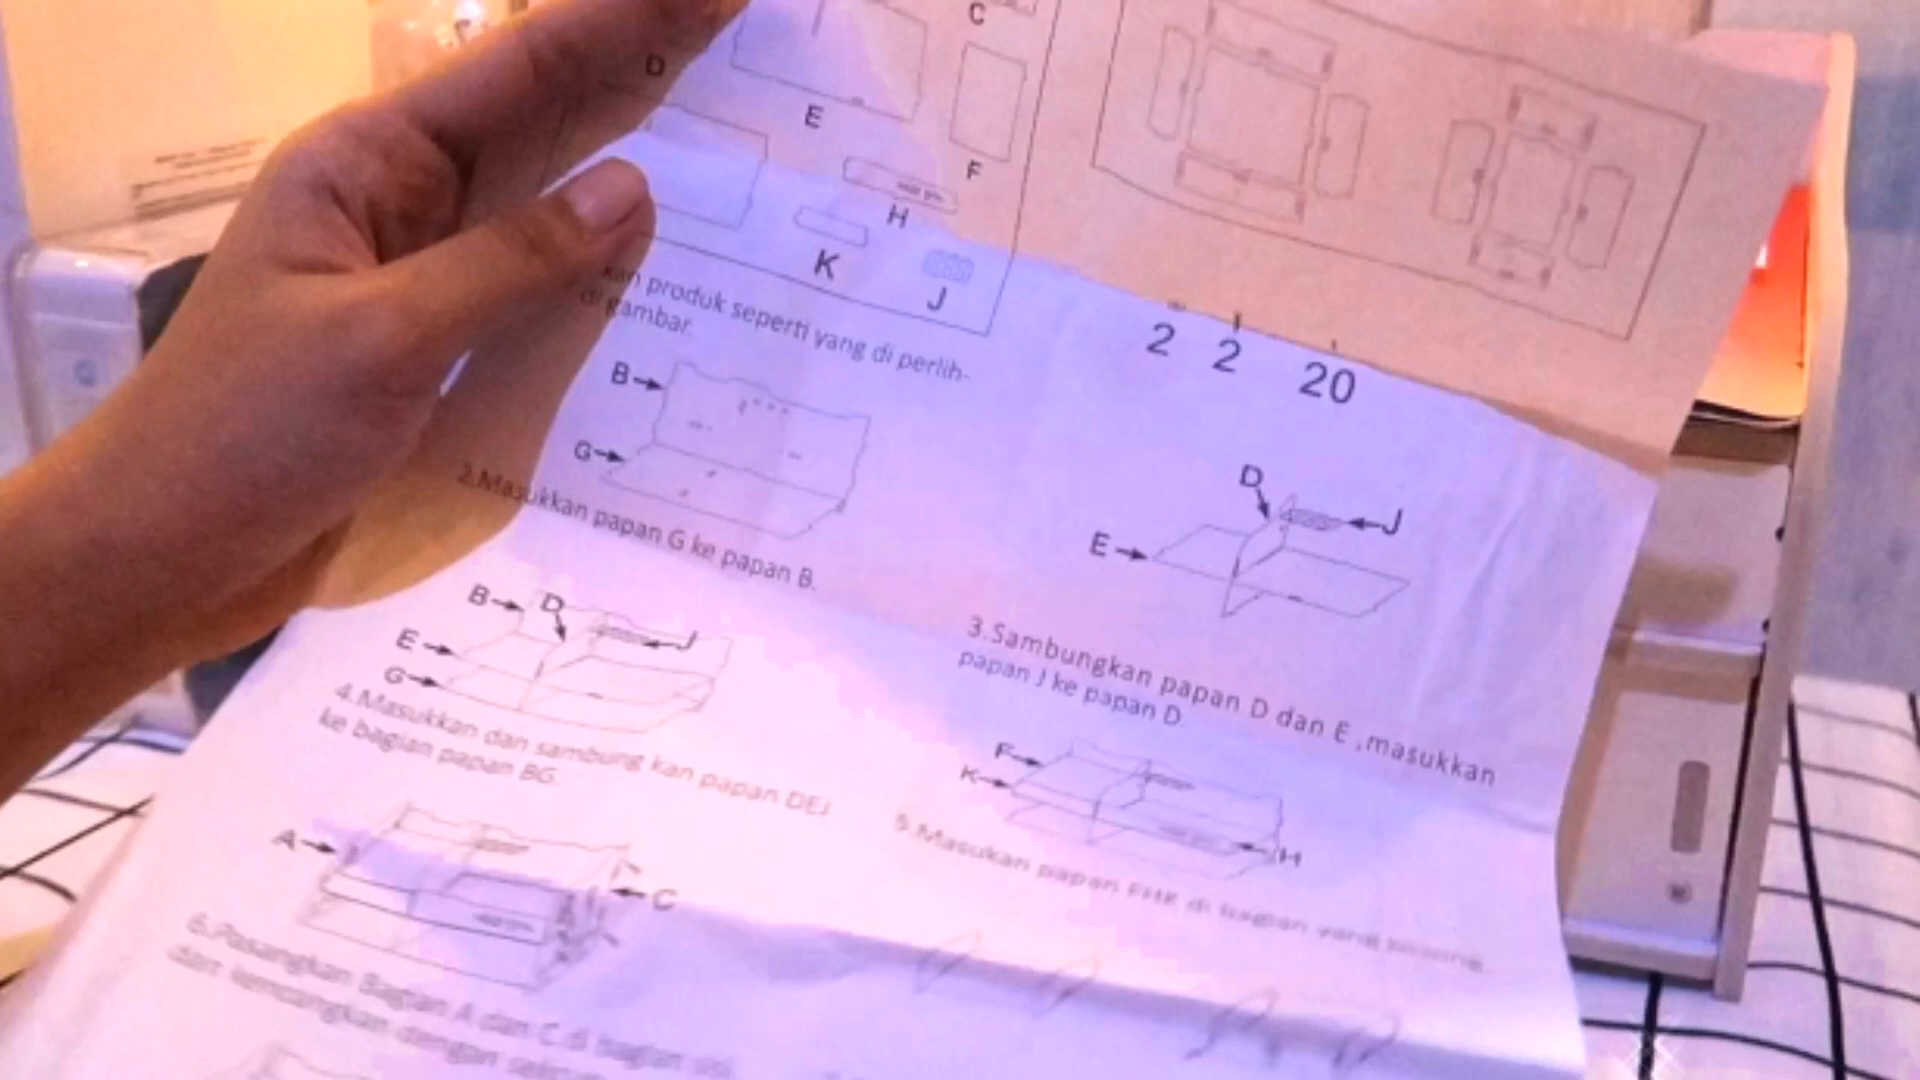 C
D
E
F
H
K
J
kan produk seperti yang di perlih-
di gambar.
2 2 20
B
G
2.Masukkan papan G ke papan B.
D
J
E
3.Sambungkan papan D dan E ,masukkan
papan J ke papan D.
B
D
J
E
G
4.Masukkan dan sambung kan papan DEJ
ke bagian papan BG.
F
K
H
5.Masukan papan FHK di bagian yang
A
C
6.Pasangkan Bagian A dan C di bagian
dan kencangkan dengan